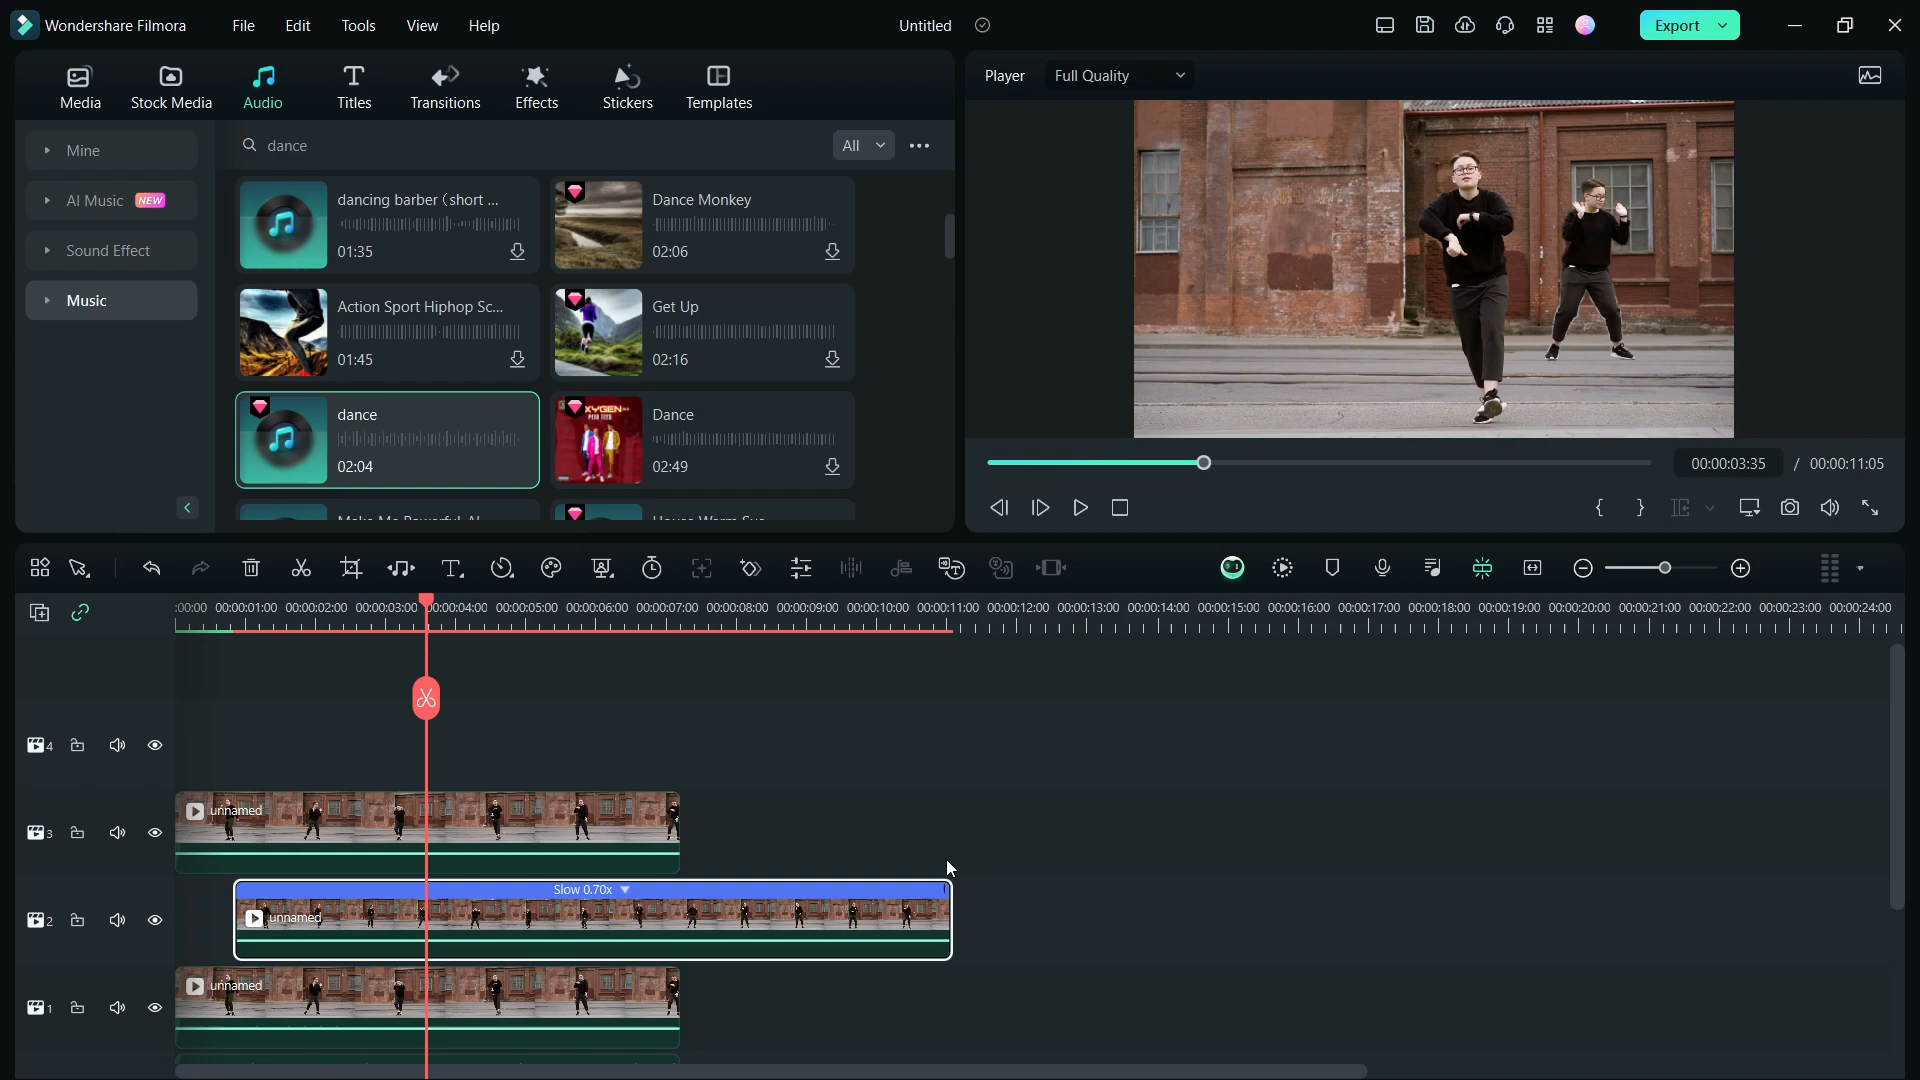 Wondershare Filmora File Edit Tools View Help Untitled Export
Media Stock Media Audio Titles Transitions Effects Stickers Templates
Player Full Quality
Mine
AI Music NEW
Sound Effect
Music
dance All
dancing barber (short ...
01:35
Dance Monkey
02:06
Action Sport Hiphop Sc...
01:45
Get Up
02:16
dance
02:04
Dance
02:49
00:00:03:35 / 00:00:11:05
:00:00 00:00:01:00 00:00:02:00 00:00:03:00 00:00:04:00 00:00:05:00 00:00:06:00 00:00:07:00 00:00:08:00 00:00:09:00 00:00:10:00 00:00:11:00 00:00:12:00 00:00:13:00 00:00:14:00 00:00:15:00 00:00:16:00 00:00:17:00 00:00:18:00 00:00:19:00 00:00:20:00 00:00:21:00 00:00:22:00 00:00:23:00 00:00:24:00
4
3
unnamed
Slow 0.70x
2
unnamed
1
unnamed